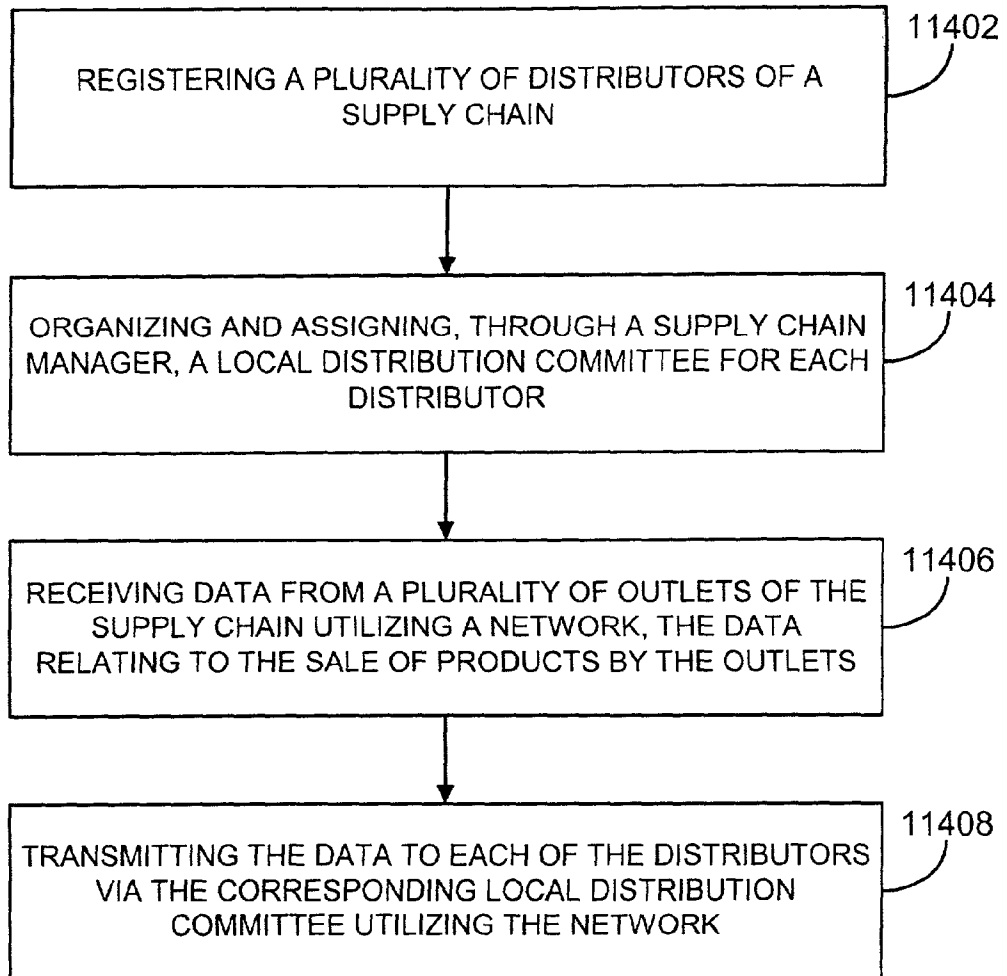 11402
REGISTERING A PLURALITY OF DISTRIBUTORS OF A
SUPPLY CHAIN
11404
ORGANIZING AND ASSIGNING, THROUGH A SUPPLY CHAIN
MANAGER, A LOCAL DISTRIBUTION COMMITTEE FOR EACH
DISTRIBUTOR
11406
RECEIVING DATA FROM A PLURALITY OF OUTLETS OF THE
SUPPLY CHAIN UTILIZING A NETWORK, THE DATA
RELATING TO THE SALE OF PRODUCTS BY THE OUTLETS
11408
TRANSMITTING THE DATA TO EACH OF THE DISTRIBUTORS
VIA THE CORRESPONDING LOCAL DISTRIBUTION
COMMITTEE UTILIZING THE NETWORK